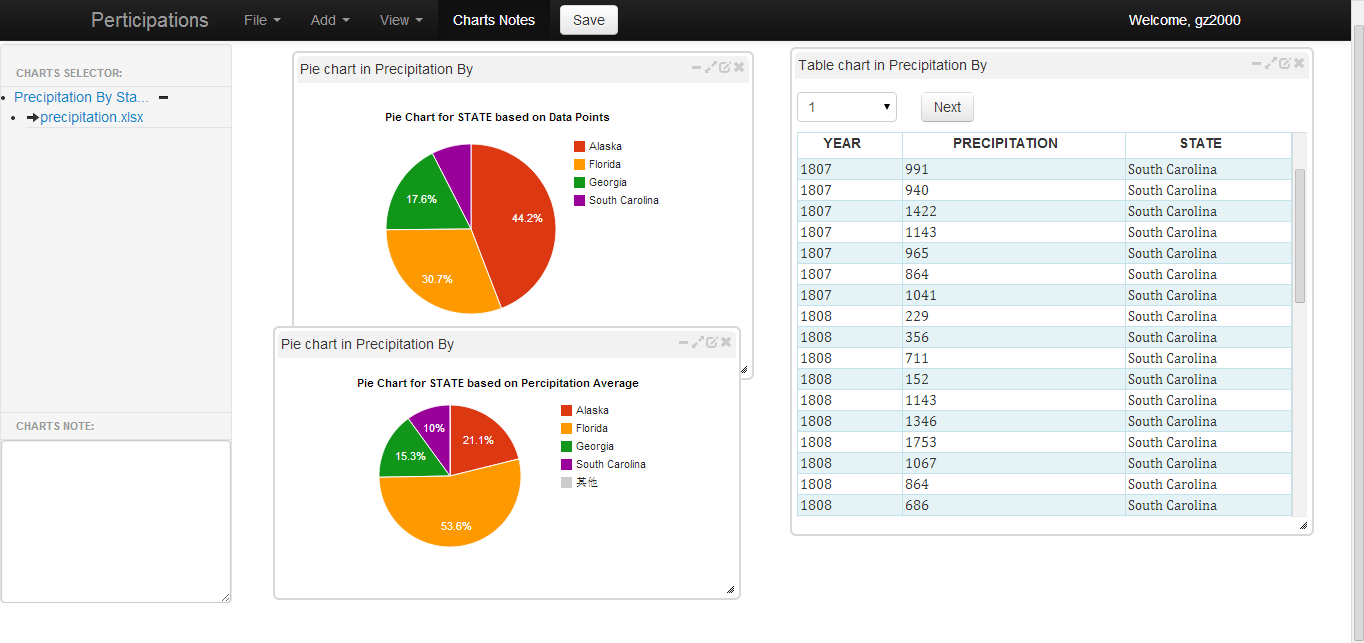 Perticipations File Add View Charts Notes Save Welcome, gz2000
CHARTS SELECTOR:
Precipitation By Sta...
precipitation.xlsx
CHARTS NOTE:
Pie chart in Precipitation By
Pie Chart for STATE based on Data Points
Alaska
Florida
Georgia
South Carolina
17.6%
44.2%
30.7%
Pie chart in Precipitation By
Pie Chart for STATE based on Percipitation Average
Alaska
Florida
Georgia
South Carolina
其他
10%
21.1%
15.3%
53.6%
Table chart in Precipitation By
1 Next
YEAR PRECIPITATION STATE
1807 991 South Carolina
1807 940 South Carolina
1807 1422 South Carolina
1807 1143 South Carolina
1807 965 South Carolina
1807 864 South Carolina
1807 1041 South Carolina
1808 229 South Carolina
1808 356 South Carolina
1808 711 South Carolina
1808 152 South Carolina
1808 1143 South Carolina
1808 1346 South Carolina
1808 1753 South Carolina
1808 1067 South Carolina
1808 864 South Carolina
1808 686 South Carolina